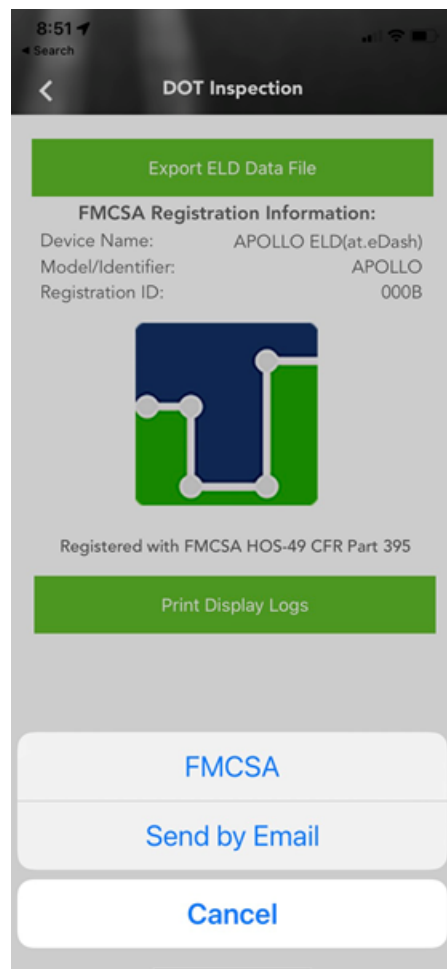 8:51
Search
DOT Inspection
Export ELD Data File
FMCSA Registration Information:
Device Name: APOLLO ELD(at.eDash)
Model/Identifier: APOLLO
Registration ID: 000B
Registered with FMCSA HOS-49 CFR Part 395
Print Display Logs
FMCSA
Send by Email
Cancel